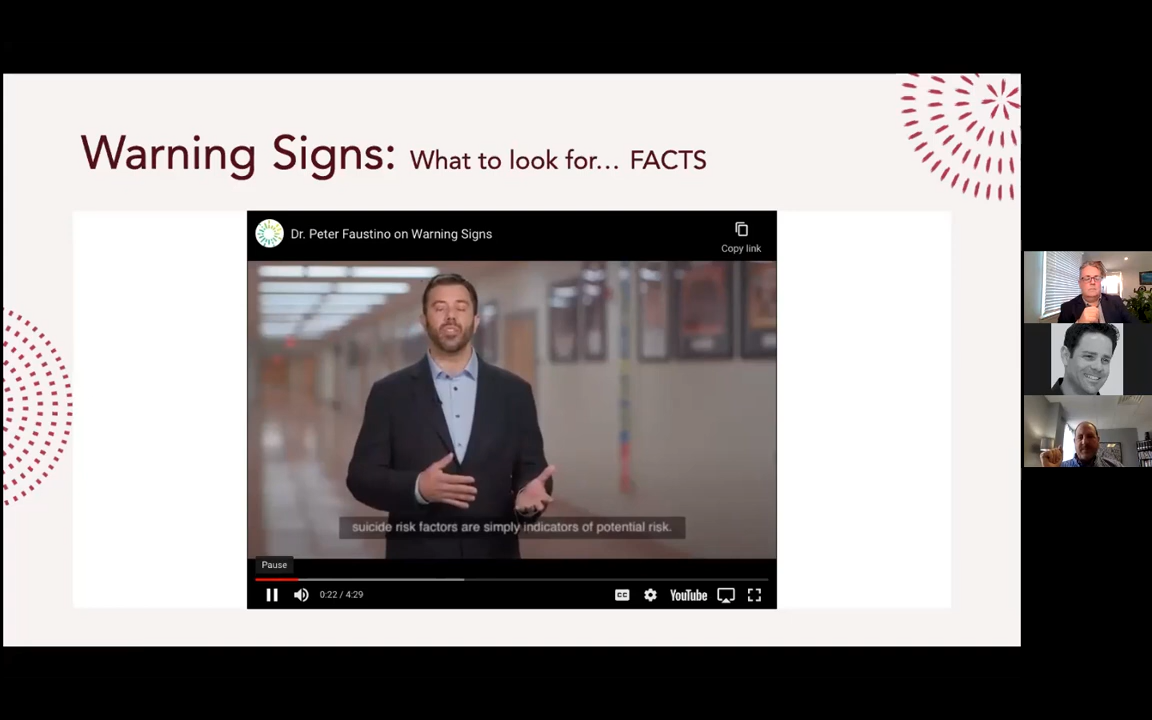 Warning Signs: What to look for... FACTS
Dr. Peter Faustino on Warning Signs
Copy link
suicide risk factors are simply indicators of potential risk.
Pause
0:22 / 4:29
CC
YouTube